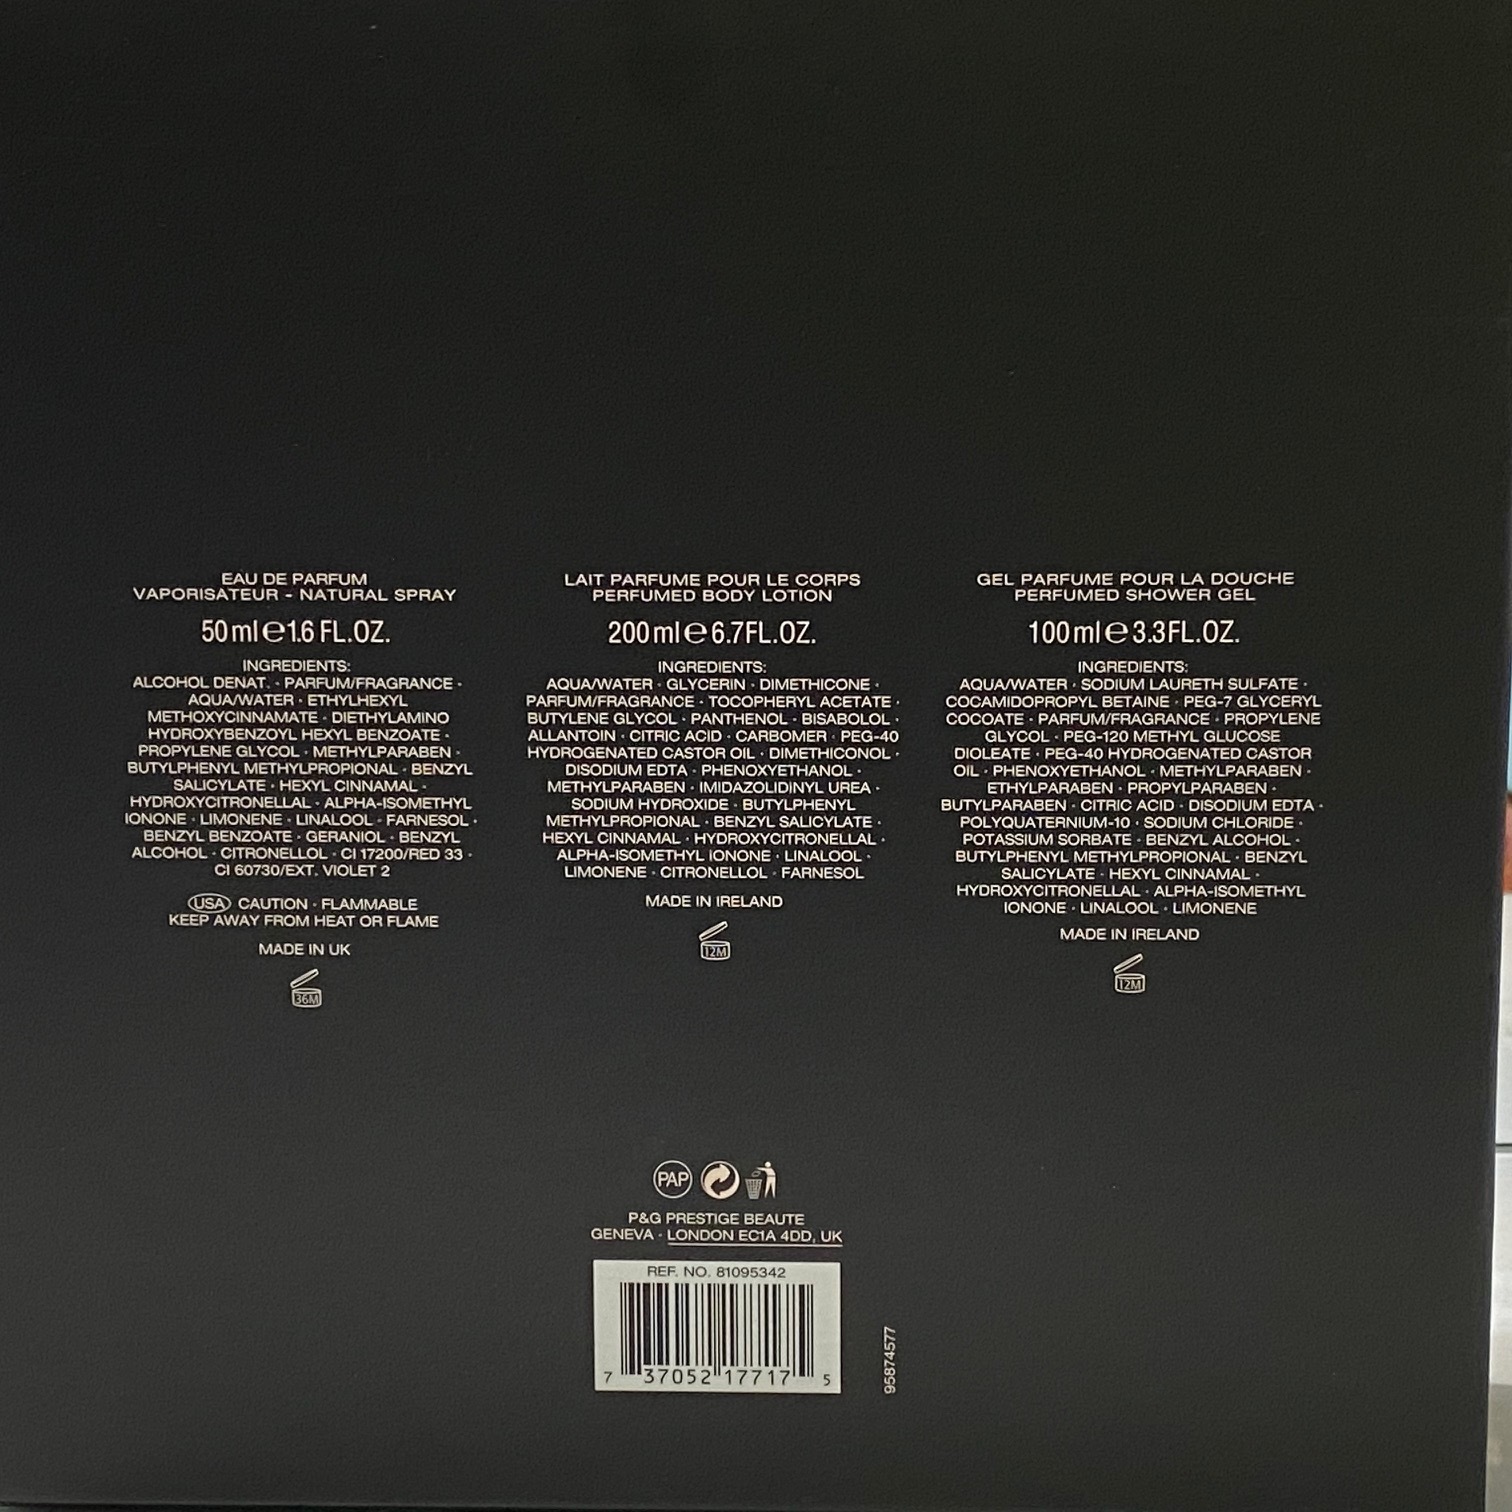 EAU DE PARFUM
VAPORISATEUR - NATURAL SPRAY
50 ml e 1.6 FL.OZ.
INGREDIENTS:
ALCOHOL DENAT. · PARFUM/FRAGRANCE ·
AQUA/WATER · ETHYLHEXYL
METHOXYCINNAMATE · DIETHYLAMINO
HYDROXYBENZOYL HEXYL BENZOATE ·
PROPYLENE GLYCOL · METHYLPARABEN ·
BUTYLPHENYL METHYLPROPIONAL · BENZYL
SALICYLATE · HEXYL CINNAMAL ·
HYDROXYCITRONELLAL · ALPHA-ISOMETHYL
IONONE · LIMONENE · LINALOOL · FARNESOL ·
BENZYL BENZOATE · GERANIOL · BENZYL
ALCOHOL · CITRONELLOL · CI 17200/RED 33 ·
CI 60730/EXT. VIOLET 2
USA CAUTION · FLAMMABLE
KEEP AWAY FROM HEAT OR FLAME
MADE IN UK
36M
LAIT PARFUME POUR LE CORPS
PERFUMED BODY LOTION
200 ml e 6.7FL.OZ.
INGREDIENTS:
AQUA/WATER · GLYCERIN · DIMETHICONE ·
PARFUM/FRAGRANCE · TOCOPHERYL ACETATE ·
BUTYLENE GLYCOL · PANTHENOL · BISABOLOL ·
ALLANTOIN · CITRIC ACID · CARBOMER · PEG-40
HYDROGENATED CASTOR OIL · DIMETHICONOL ·
DISODIUM EDTA · PHENOXYETHANOL ·
METHYLPARABEN · IMIDAZOLIDINYL UREA ·
SODIUM HYDROXIDE · BUTYLPHENYL
METHYLPROPIONAL · BENZYL SALICYLATE ·
HEXYL CINNAMAL · HYDROXYCITRONELLAL ·
ALPHA-ISOMETHYL IONONE · LINALOOL ·
LIMONENE · CITRONELLOL · FARNESOL
MADE IN IRELAND
12M
GEL PARFUME POUR LA DOUCHE
PERFUMED SHOWER GEL
100 ml e 3.3FL.OZ.
INGREDIENTS:
AQUA/WATER · SODIUM LAURETH SULFATE ·
COCAMIDOPROPYL BETAINE · PEG-7 GLYCERYL
COCOATE · PARFUM/FRAGRANCE · PROPYLENE
GLYCOL · PEG-120 METHYL GLUCOSE
DIOLEATE · PEG-40 HYDROGENATED CASTOR
OIL · PHENOXYETHANOL · METHYLPARABEN ·
ETHYLPARABEN · PROPYLPARABEN ·
BUTYLPARABEN · CITRIC ACID · DISODIUM EDTA ·
POLYQUATERNIUM-10 · SODIUM CHLORIDE ·
POTASSIUM SORBATE · BENZYL ALCOHOL ·
BUTYLPHENYL METHYLPROPIONAL · BENZYL
SALICYLATE · HEXYL CINNAMAL ·
HYDROXYCITRONELLAL · ALPHA-ISOMETHYL
IONONE · LINALOOL · LIMONENE
MADE IN IRELAND
12M
PAP
P&G PRESTIGE BEAUTE
GENEVA · LONDON EC1A 4DD, UK
REF. NO. 81095342
7 37052 17717 5
95874577